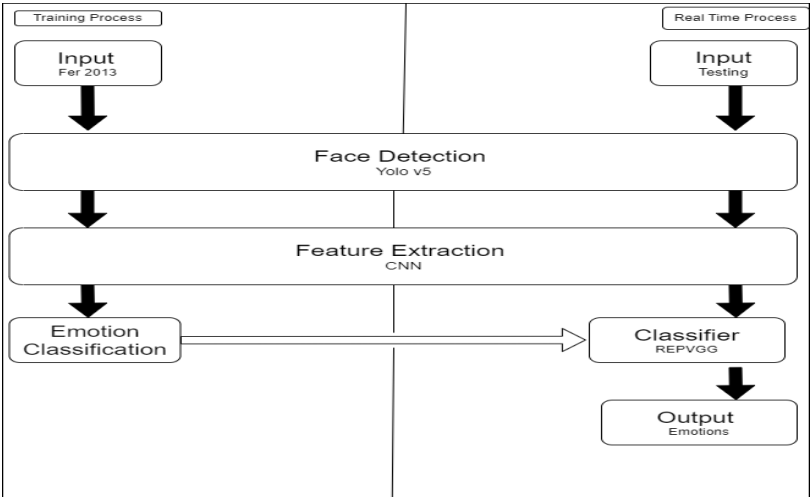 Training Process
Real Time Process
Input
Fer 2013
Input
Testing
Face Detection
Yolo v5
Feature Extraction
CNN
Emotion
Classification
Classifier
REPVGG
Output
Emotions